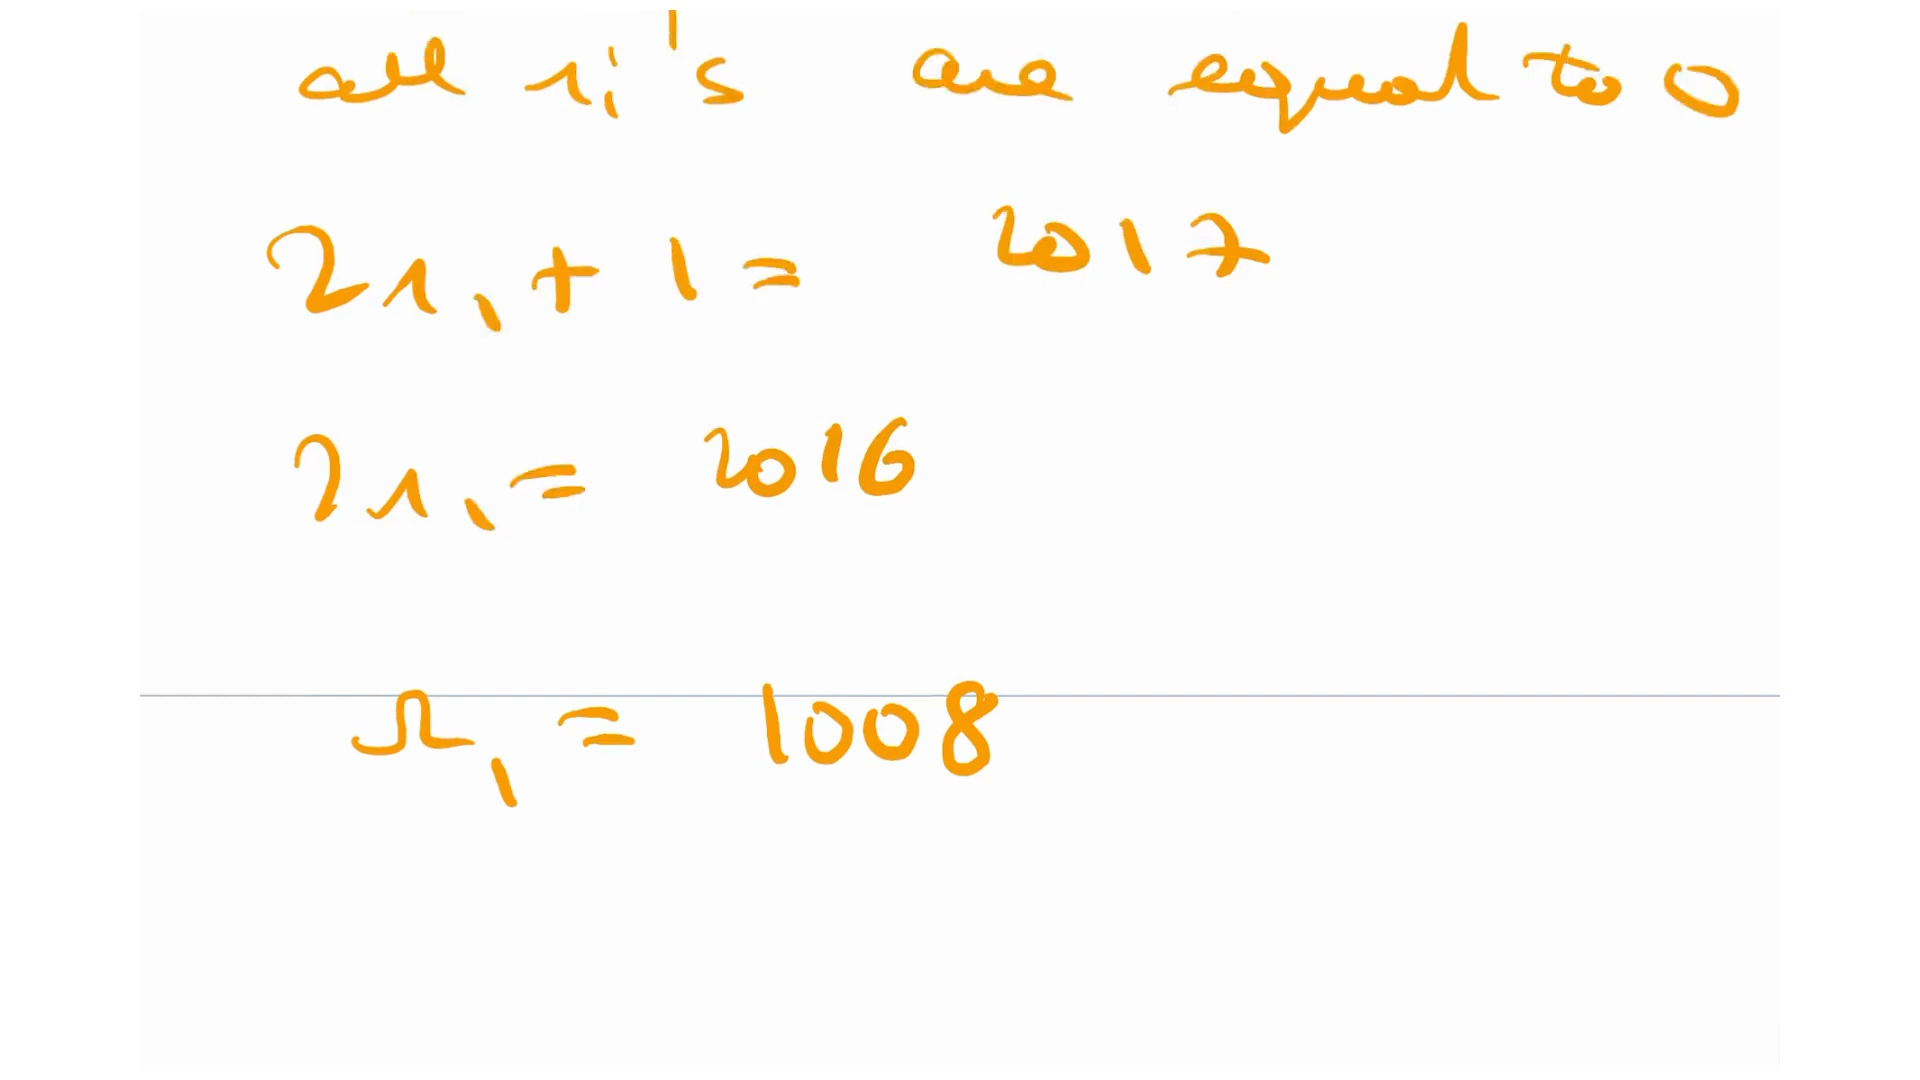 all r_i's are equal to 0
2r_1 + 1 = 2017
2r_1 = 2016
r_1 = 1008